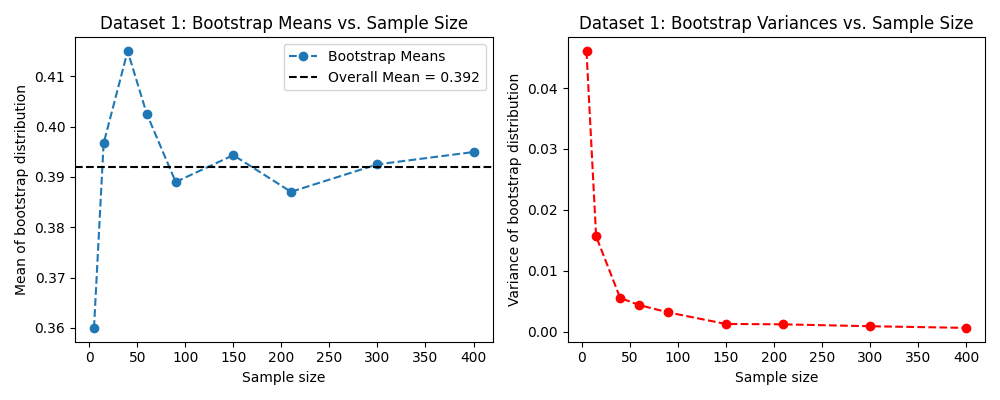 Dataset 1: Bootstrap Means vs. Sample Size
Mean of bootstrap distribution
0.41
0.40
0.39
0.38
0.37
0.36
Bootstrap Means
Overall Mean = 0.392
0 50 100 150 200 250 300 350 400
Sample size
Dataset 1: Bootstrap Variances vs. Sample Size
Variance of bootstrap distribution
0.04
0.03
0.02
0.01
0.00
0 50 100 150 200 250 300 350 400
Sample size